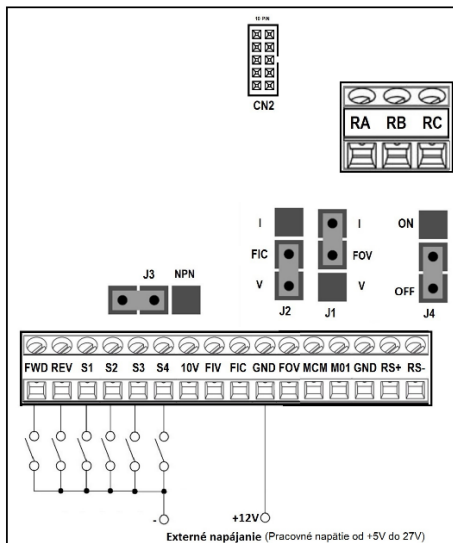 10 PIN
CN2
RA RB RC
I I ON
FIC FOV
V V OFF
J2 J1 J4
J3 NPN
FWD REV S1 S2 S3 S4 10V FIV FIC GND FOV MCM M01 GND RS+ RS-
- +12V
Externé napájanie (Pracovné napätie od +5V do 27V)